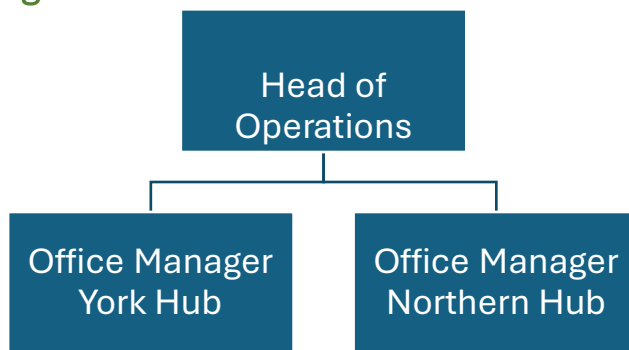 Head of
Operations
Office Manager
York Hub
Office Manager
Northern Hub